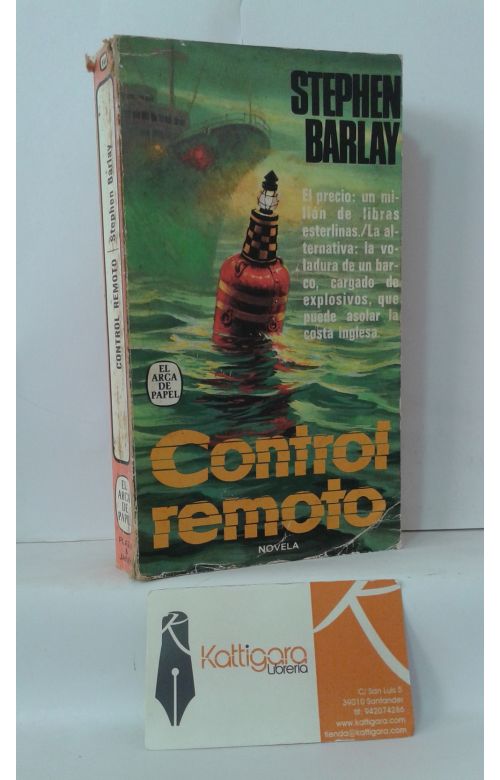 STEPHEN
BARLAY
El precio: un mi-
llón de libras
esterlinas./La al-
ternativa: la vo-
ladura de un bar-
co, cargado de
explosivos, que
puede asolar la
costa inglesa.
EL
ARCA
DE
PAPEL
Control
remoto
NOVELA
CONTROL REMOTO | Stephen Barlay
EL
ARCA
DE
PAPEL
Kattigara
Librería
C/ San Luis 5
39010 Santander
tlf: 942074286
www.kattigara.com
tienda@kattigara.com